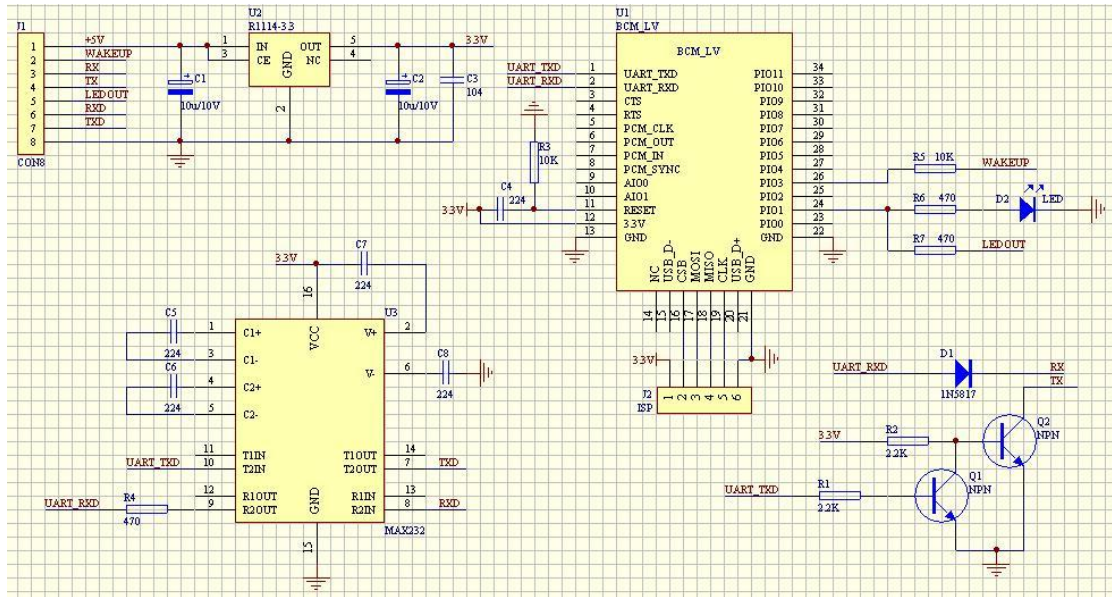 J1
1 +5V
2 WAKEUP
3 RX
4 TX
5 LEDOUT
6 RXD
7 TXD
8
CON8
C1
10u/10V
U2
R1114-3.3
1 IN OUT 5
3 CE NC 4
GND
2
3.3V
C2
10u/10V
C3
104
U1
BCM_LV
BCM_LV
UART_TXD 1 UART_TXD PIO11 34
UART_RXD 2 UART_RXD PIO10 33
3 CTS PIO9 32
4 RTS PIO8 31
5 PCM_CLK PIO7 30
6 PCM_OUT PIO6 29
7 PCM_IN PIO5 28
8 PCM_SYNC PIO4 27
9 AIO0 PIO3 26
10 AIO1 PIO2 25
11 RESET PIO1 24
12 3.3V PIO0 23
13 GND GND 22
NC USB_D- CSB MOSI MISO CLK USB_D+ GND
14 15 16 17 18 19 20 21
R3
10K
C4
224
3.3V
R5 10K WAKEUP
R6 470 D2 LED
R7 470 LEDOUT
3.3V
J2
ISP
1 2 3 4 5 6
3.3V
C7
224
16
U3
VCC
C5
224
1 C1+ V+ 2
3 C1-
C6
224
4 C2+ V- 6
5 C2-
C8
224
11 T1IN T1OUT 14
UART_TXD 10 T2IN T2OUT 7 TXD
12 R1OUT R1IN 13
UART_RXD R4 9 R2OUT R2IN 8 RXD
470
GND
MAX232
15
UART_RXD D1 RX
1N5817
TX
3.3V R2
2.2K
Q2
NPN
UART_TXD R1
2.2K
Q1
NPN